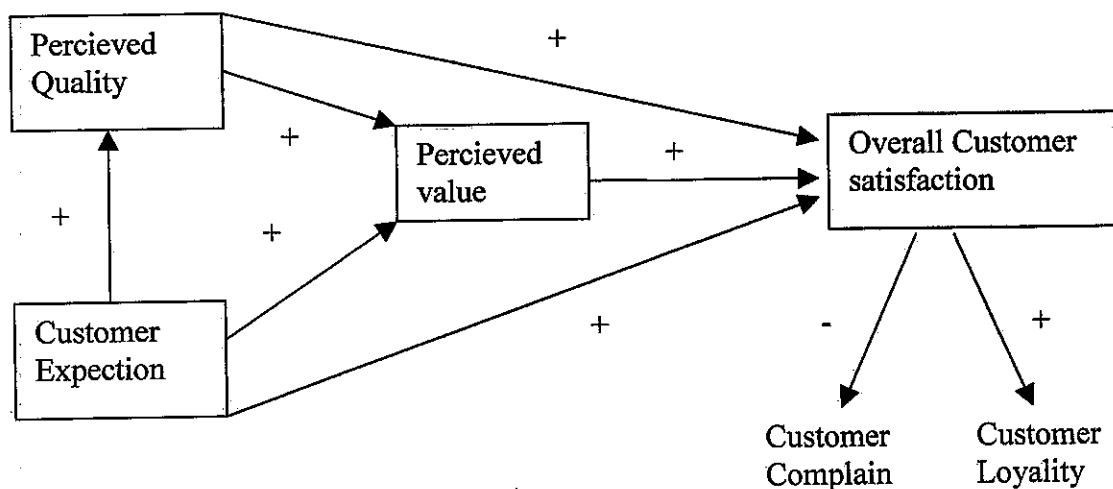 Percieved
Quality
+
+
Percieved
value
+
Overall Customer
satisfaction
+
+
Customer
Expection
+
-
+
Customer
Complain
Customer
Loyality